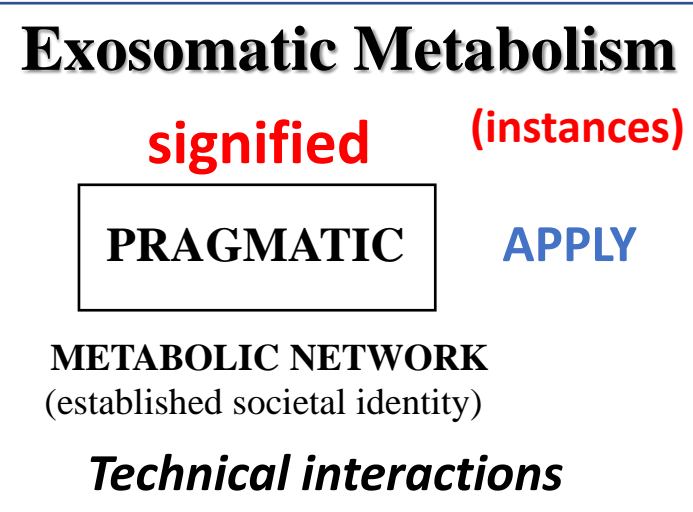 Exosomatic Metabolism
signified (instances)
PRAGMATIC APPLY
METABOLIC NETWORK
(established societal identity)
Technical interactions